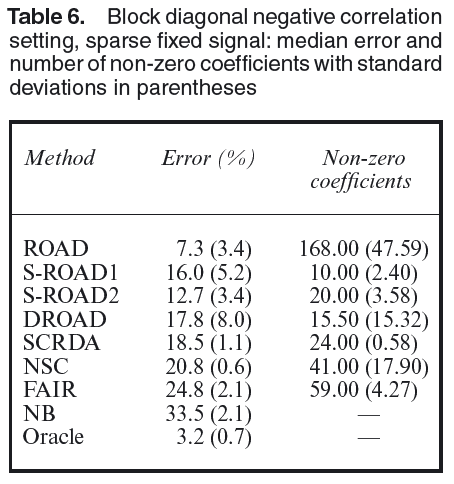 Table 6. Block diagonal negative correlation
setting, sparse fixed signal: median error and
number of non-zero coefficients with standard
deviations in parentheses
Method Error (%) Non-zero
coefficients
ROAD 7.3 (3.4) 168.00 (47.59)
S-ROAD1 16.0 (5.2) 10.00 (2.40)
S-ROAD2 12.7 (3.4) 20.00 (3.58)
DROAD 17.8 (8.0) 15.50 (15.32)
SCRDA 18.5 (1.1) 24.00 (0.58)
NSC 20.8 (0.6) 41.00 (17.90)
FAIR 24.8 (2.1) 59.00 (4.27)
NB 33.5 (2.1) —
Oracle 3.2 (0.7) —